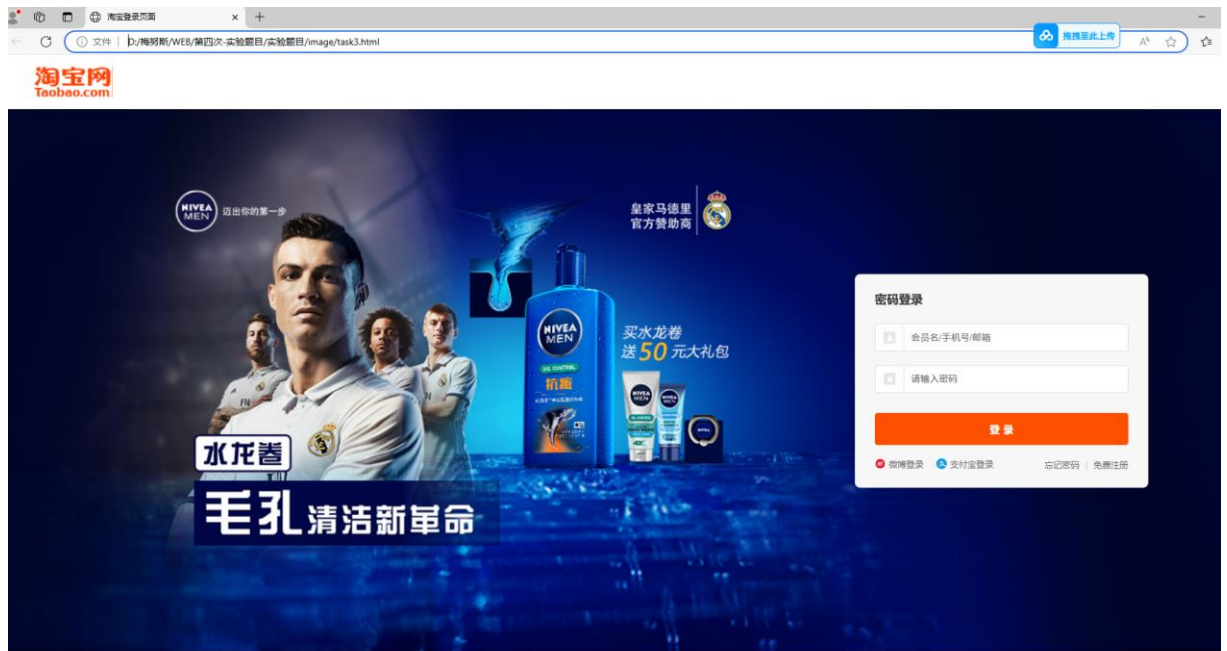 淘宝登录页面
文件 | D:/梅努斯/WEB/第四次-实验题目/实验题目/image/task3.html
拖拽至此上传
淘宝网
Taobao.com
NIVEA
MEN
迈出你的第一步
皇家马德里
官方赞助商
NIVEA
MEN
OIL CONTROL
抗痘
买水龙卷
送50元大礼包
水龙卷
毛孔清洁新革命
密码登录
会员名/手机号/邮箱
请输入密码
登 录
微博登录 支付宝登录 忘记密码 | 免费注册